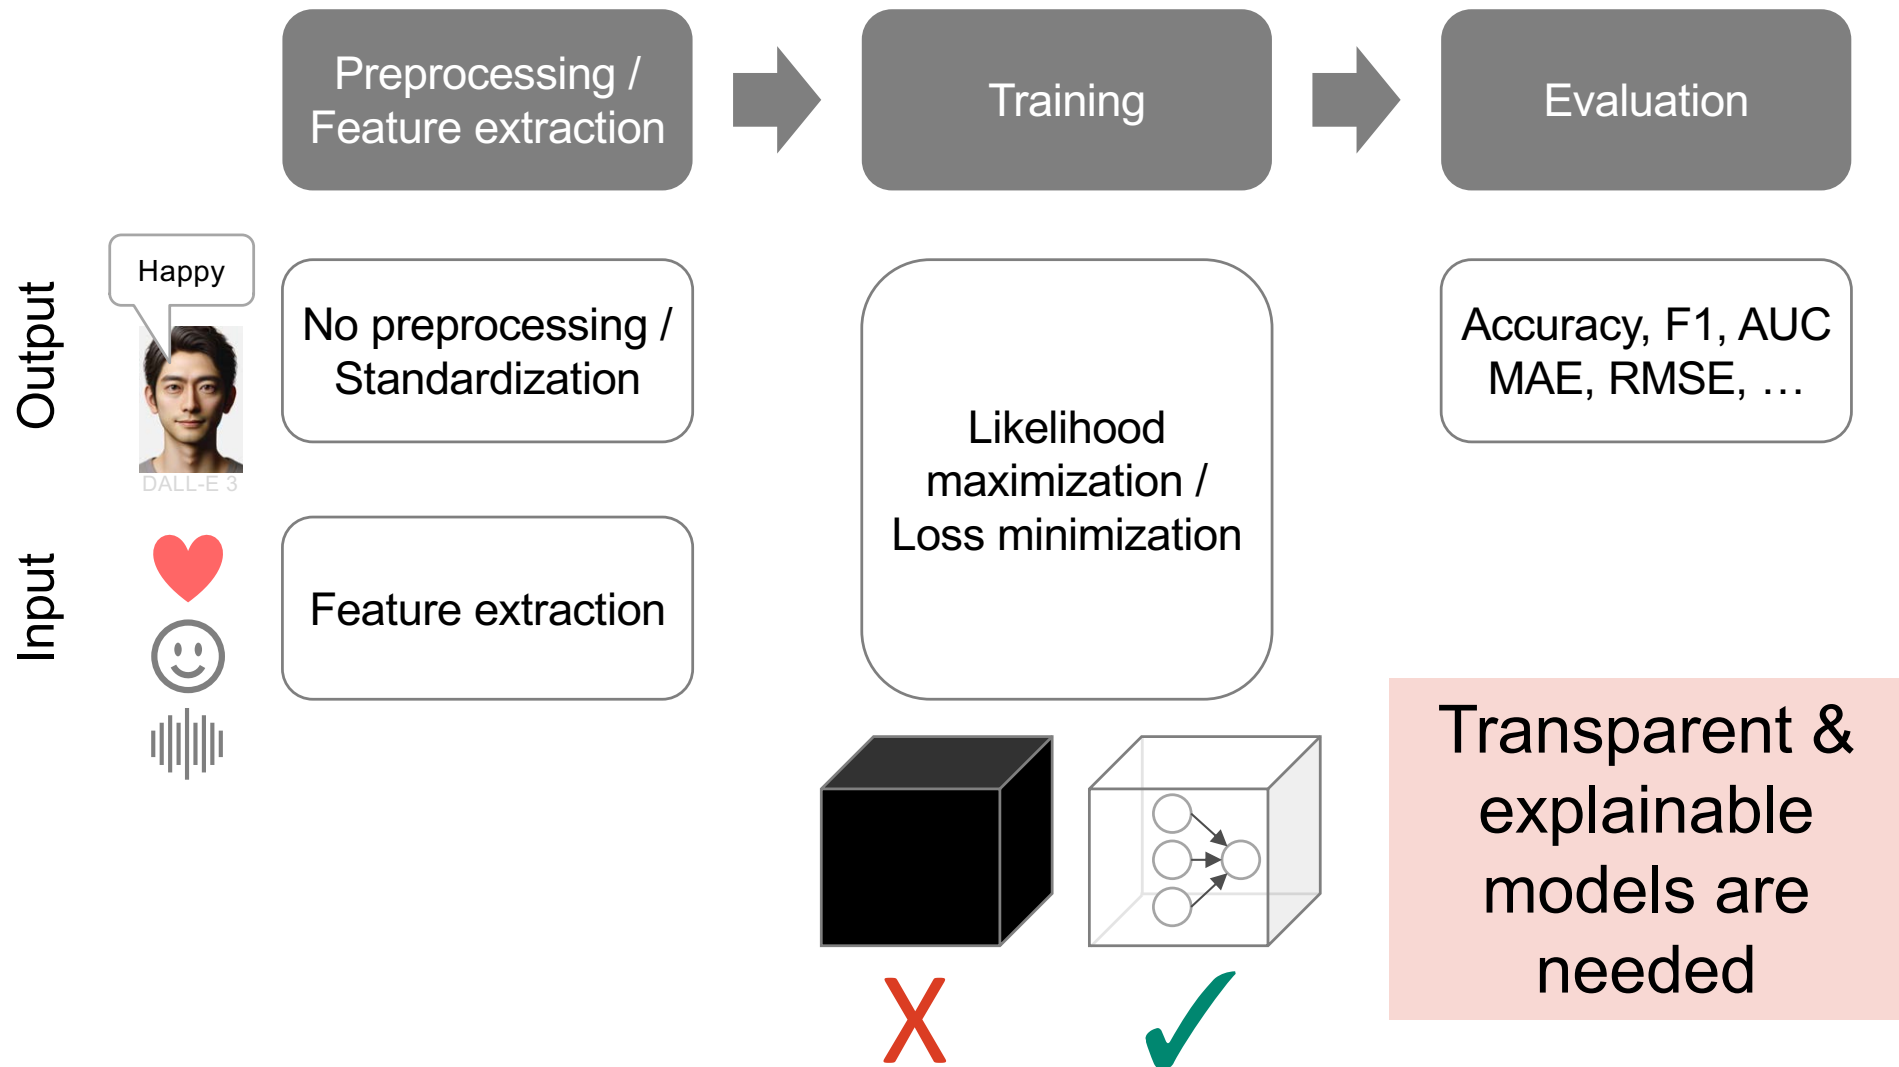 Preprocessing /
Feature extraction
Training
Evaluation
Output
Happy
DALL-E 3
No preprocessing /
Standardization
Likelihood
maximization /
Loss minimization
Accuracy, F1, AUC
MAE, RMSE, …
Input
Feature extraction
X
Transparent &
explainable
models are
needed